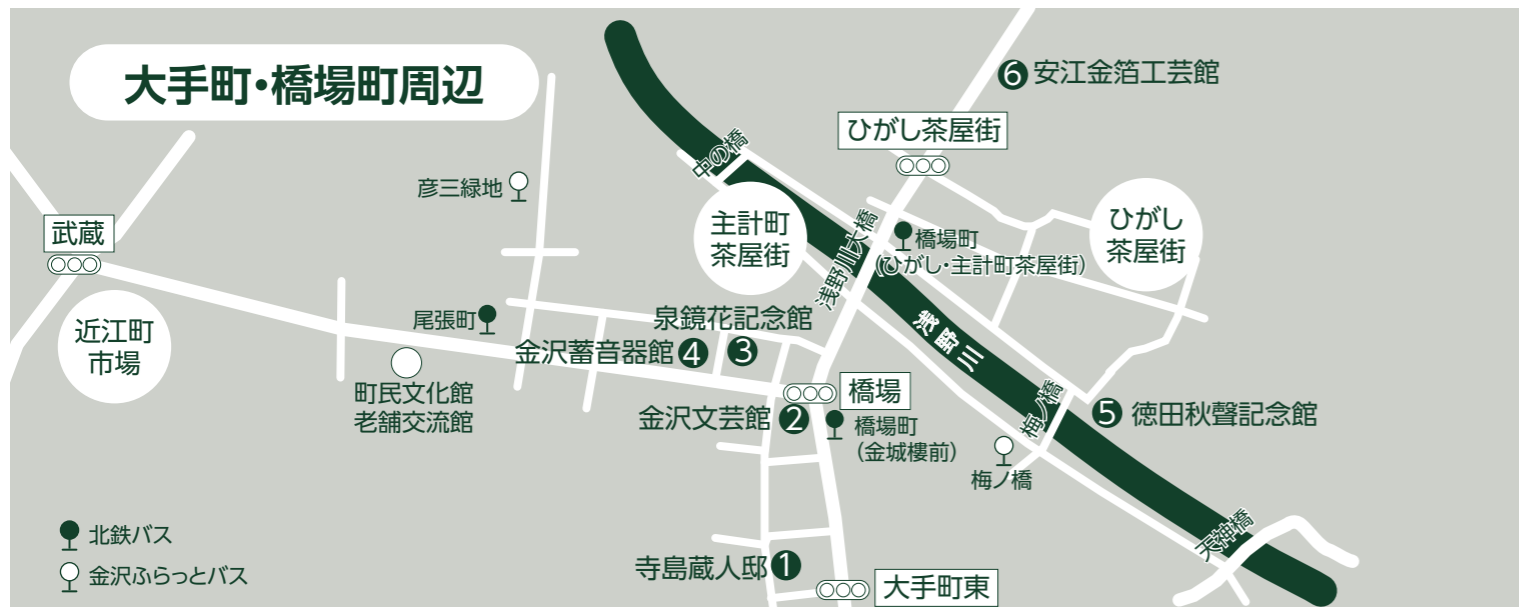 大手町・橋場町周辺
❻安江金箔工芸館
ひがし茶屋街
中の橋
彦三緑地
主計町
茶屋街
ひがし
茶屋街
武蔵
浅野川大橋
橋場町
(ひがし・主計町茶屋街)
尾張町
泉鏡花記念館
❸
近江町
市場
金沢蓄音器館❹
浅野川
町民文化館
老舗交流館
橋場
金沢文芸館❷
橋場町
(金城樓前)
梅ノ橋
❺徳田秋聲記念館
梅ノ橋
北鉄バス
天神橋
寺島蔵人邸❶
金沢ふらっとバス
大手町東